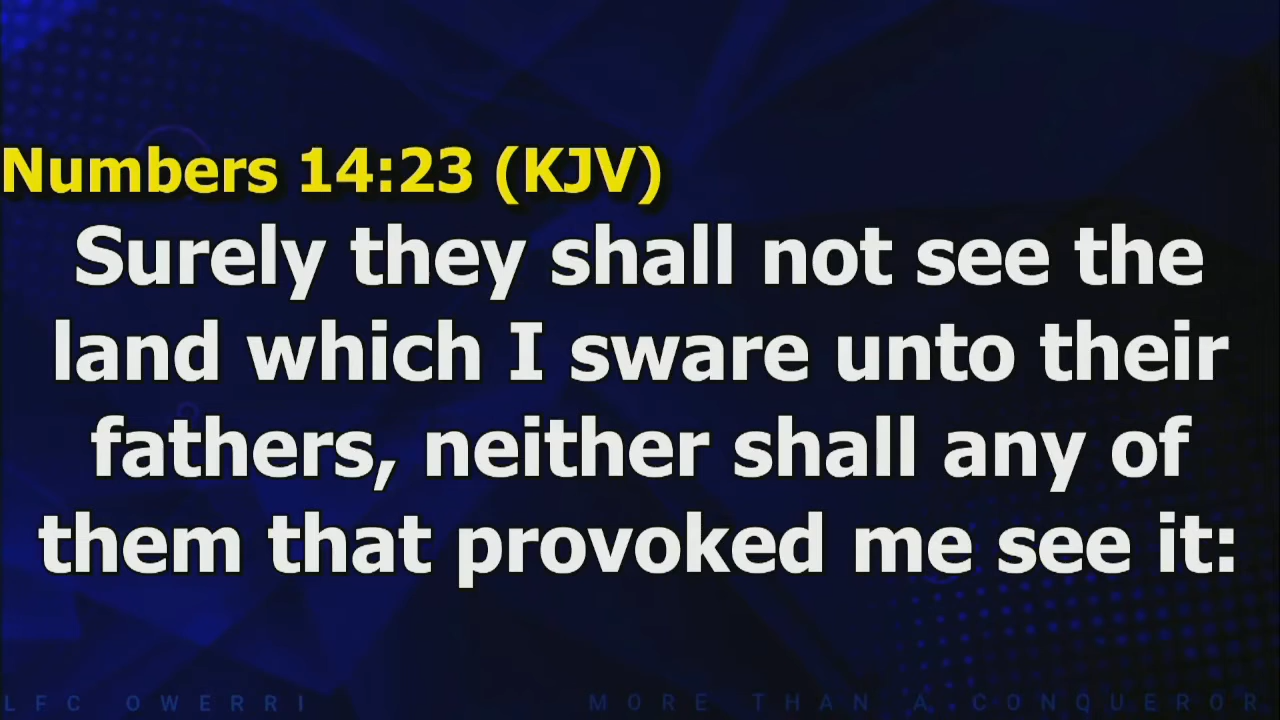 Numbers 14:23 (KJV)
Surely they shall not see the
land which I sware unto their
fathers, neither shall any of
them that provoked me see it:
LFC OWERRI MORE THAN A CONQUEROR